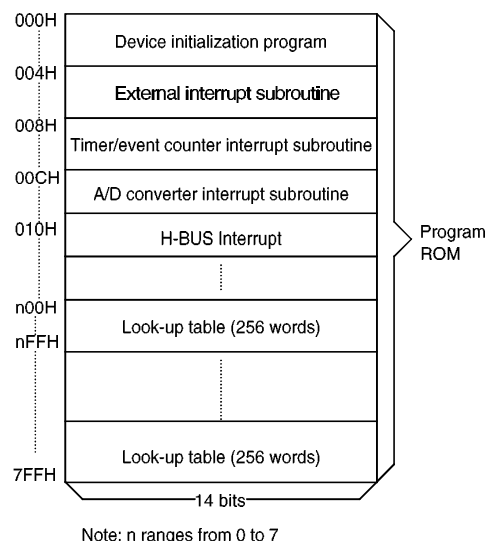 000H
Device initialization program
004H
External interrupt subroutine
008H
Timer/event counter interrupt subroutine
00CH
A/D converter interrupt subroutine
010H
H-BUS Interrupt
Program
ROM
n00H
Look-up table (256 words)
nFFH
Look-up table (256 words)
7FFH
14 bits
Note: n ranges from 0 to 7